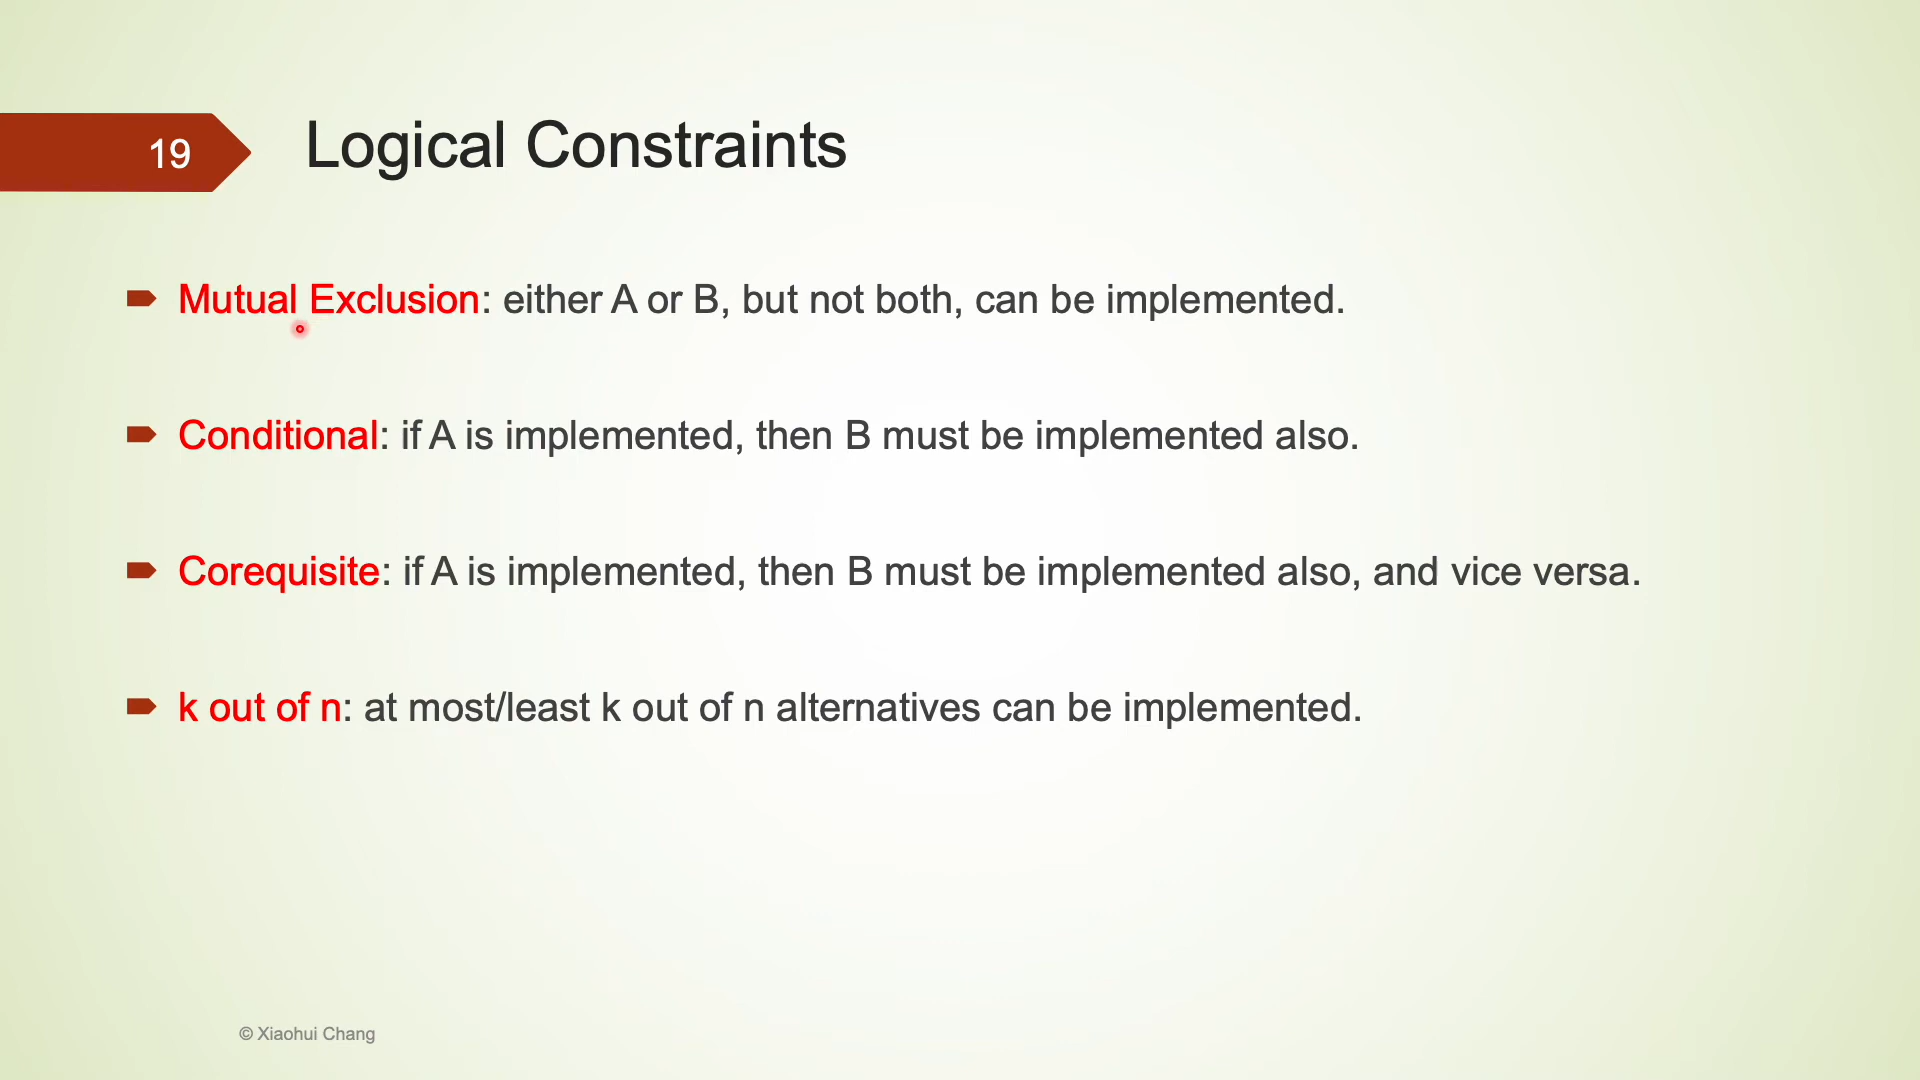 19
Logical Constraints
Mutual Exclusion: either A or B, but not both, can be implemented.
Conditional: if A is implemented, then B must be implemented also.
Corequisite: if A is implemented, then B must be implemented also, and vice versa.
k out of n: at most/least k out of n alternatives can be implemented.
© Xiaohui Chang